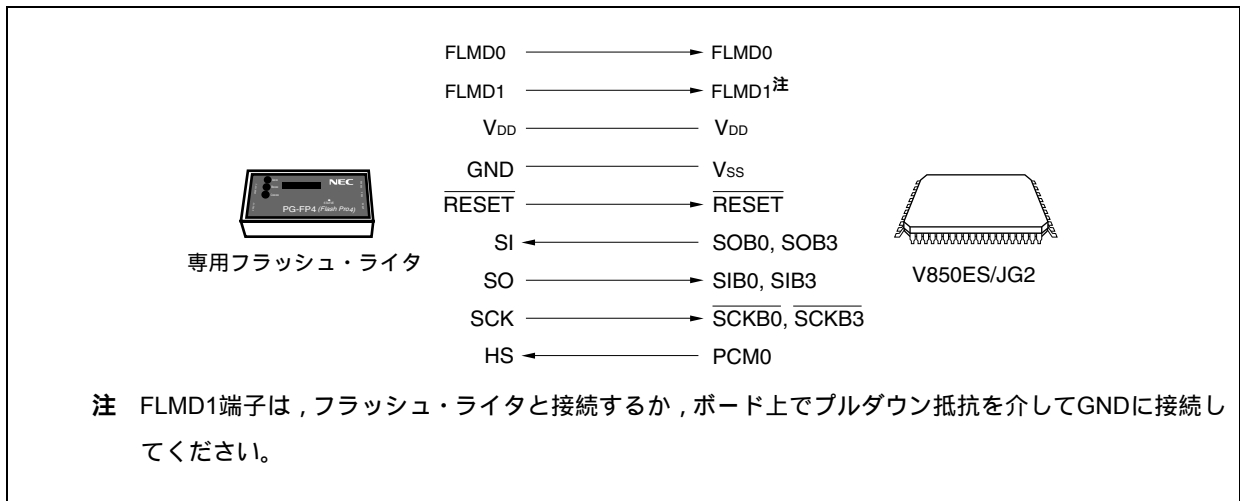 FLMD0 FLMD0
FLMD1 FLMD1注
VDD VDD
GND VSS
RESET RESET
SI SOB0, SOB3
SO SIB0, SIB3
SCK SCKB0, SCKB3
HS PCM0
NEC
PG-FP4 (Flash Pro4)
専用フラッシュ・ライタ
V850ES/JG2
注 FLMD1端子は，フラッシュ・ライタと接続するか，ボード上でプルダウン抵抗を介してGNDに接続し
てください。